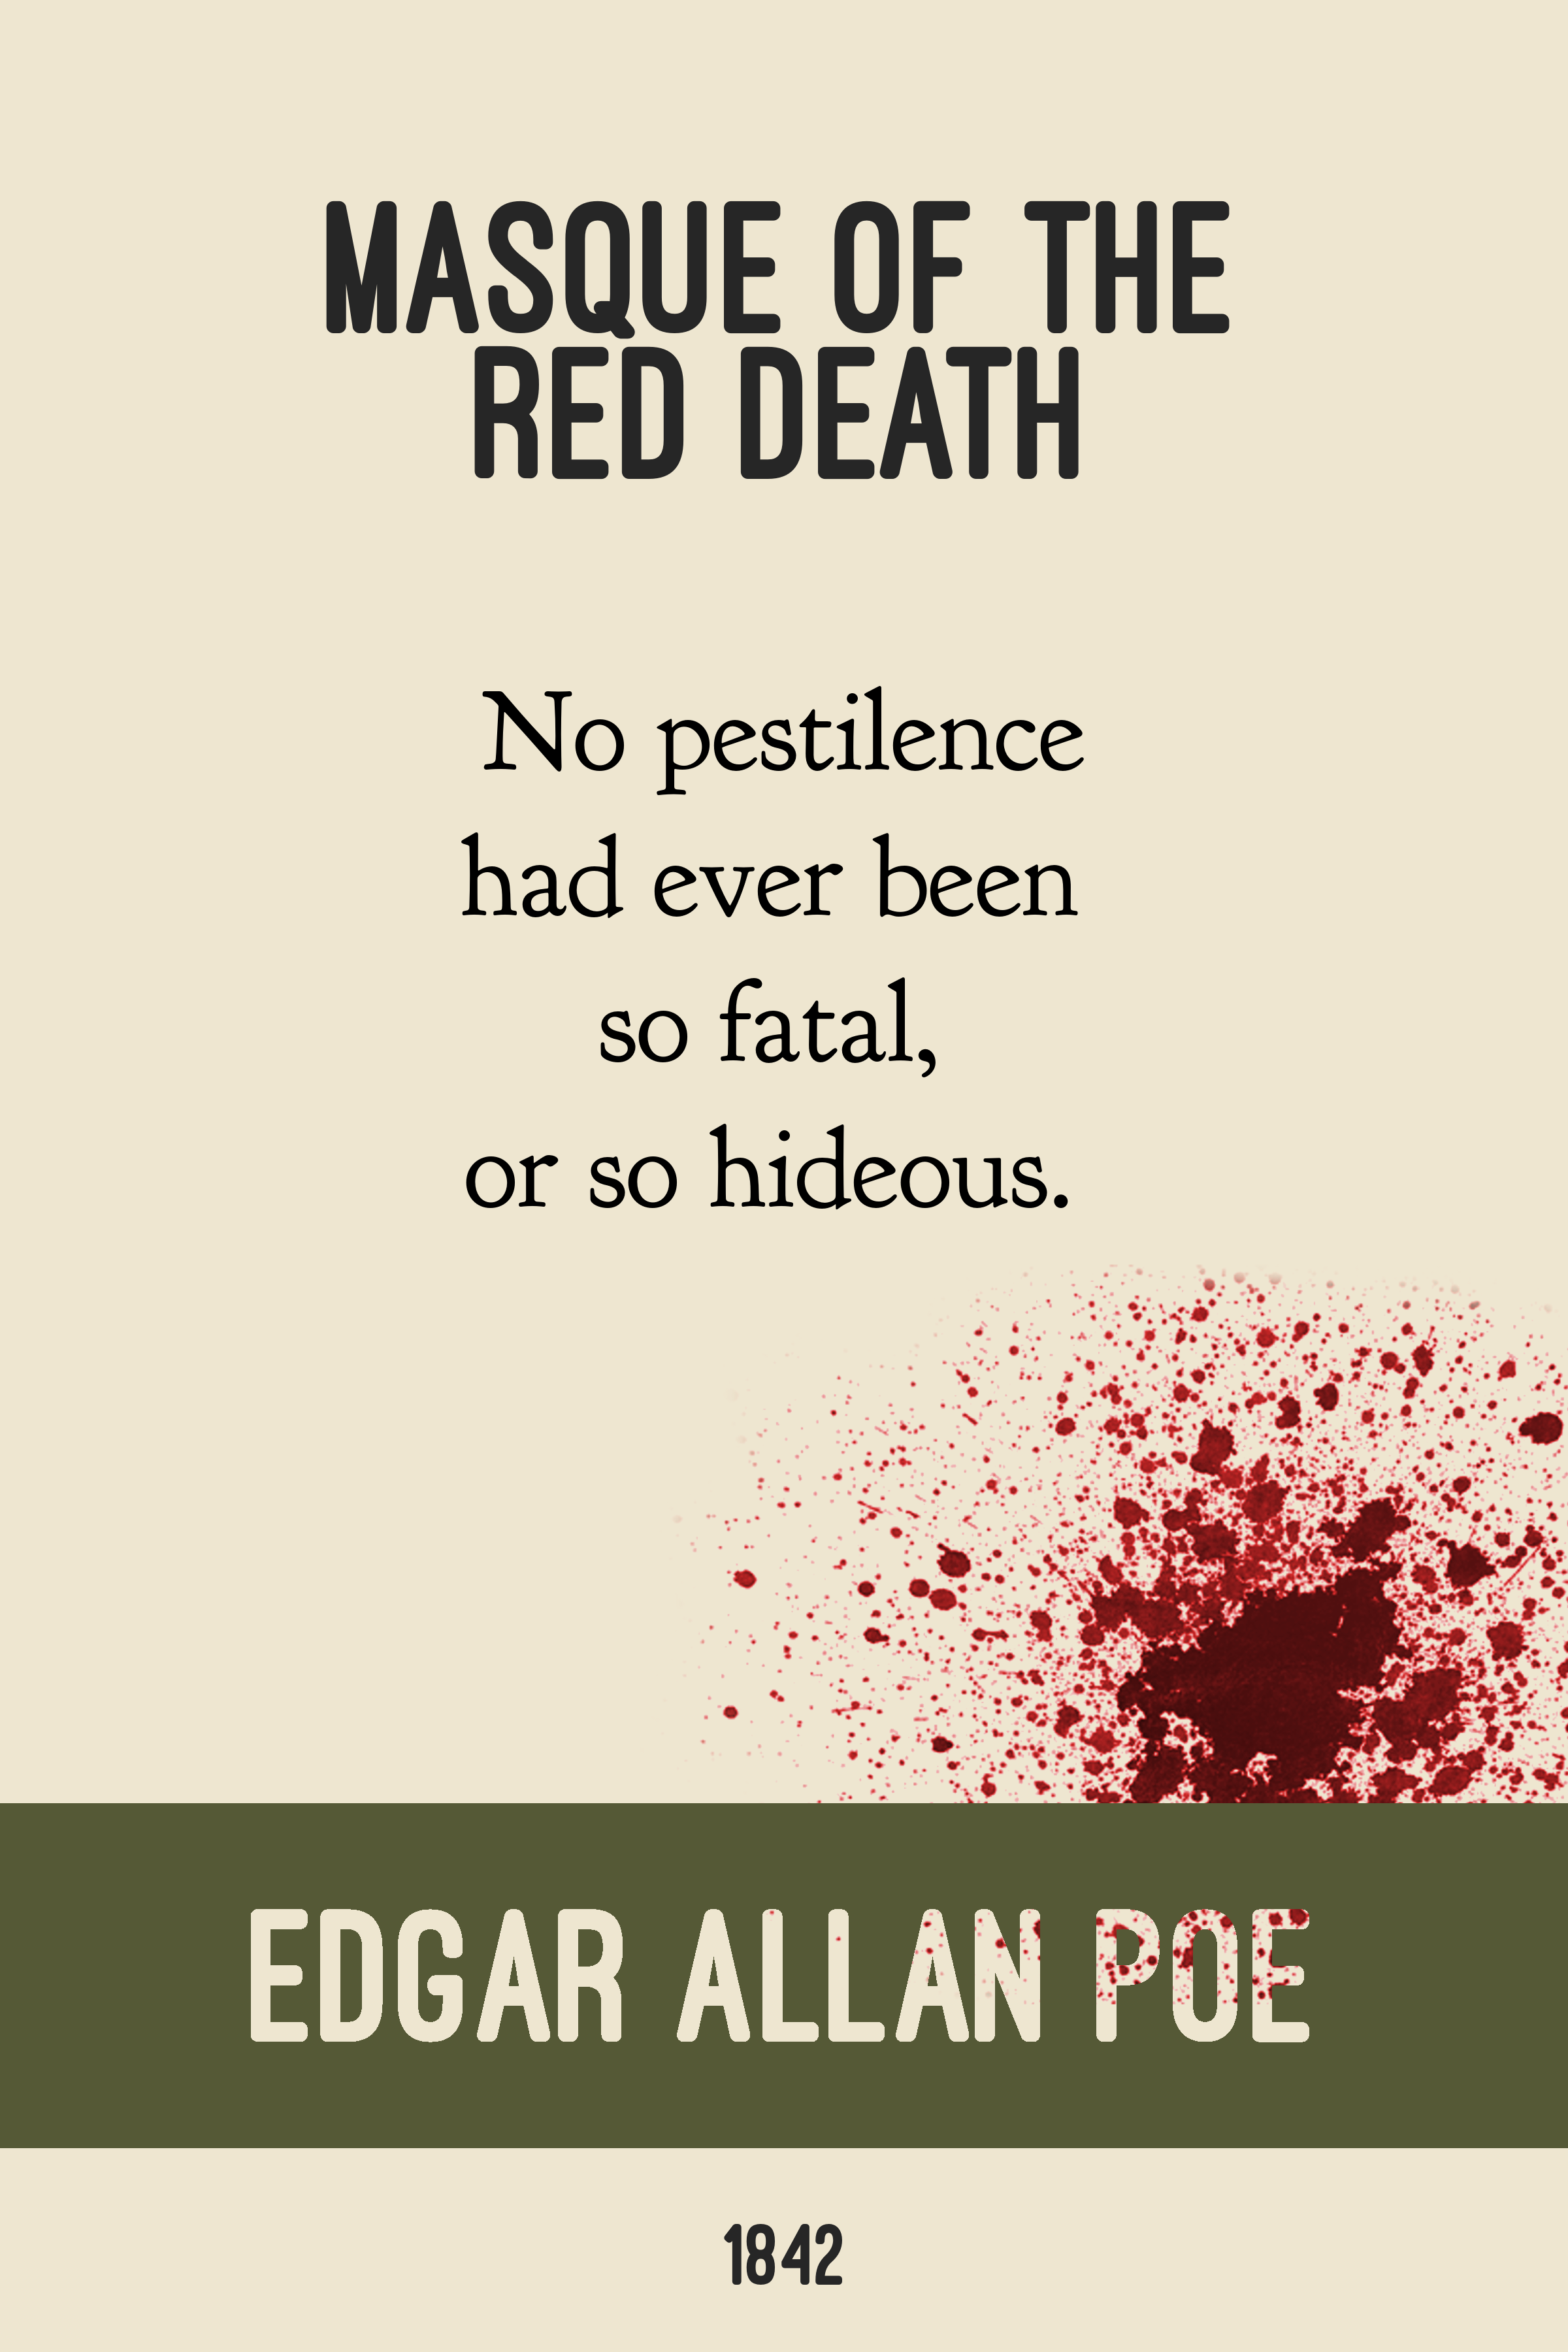 MASQUE OF THE
RED DEATH
No pestilence
had ever been
so fatal,
or so hideous.
EDGAR ALLAN POE
1842